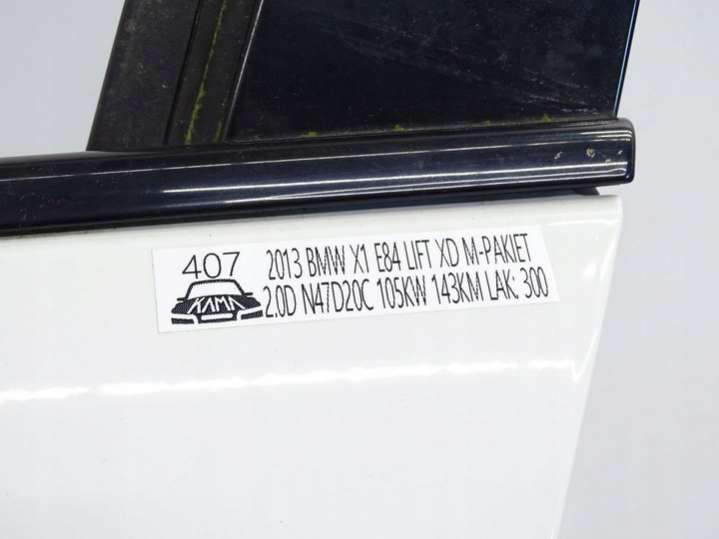 407
KAMA
2013 BMW X1 E84 LIFT XD M-PAKIET
2.0D N47D20C 105KW 143KM LAK: 300